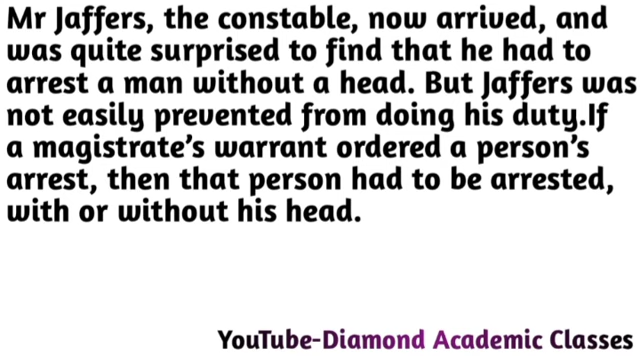 Mr Jaffers, the constable, now arrived, and
was quite surprised to find that he had to
arrest a man without a head. But Jaffers was
not easily prevented from doing his duty.If
a magistrate's warrant ordered a person's
arrest, then that person had to be arrested,
with or without his head.
YouTube-Diamond Academic Classes